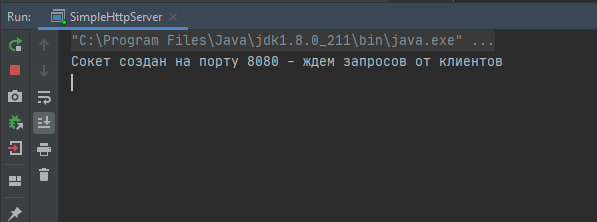 Run: SimpleHttpServer
"C:\Program Files\Java\jdk1.8.0_211\bin\java.exe" ...
Сокет создан на порту 8080 - ждем запросов от клиентов